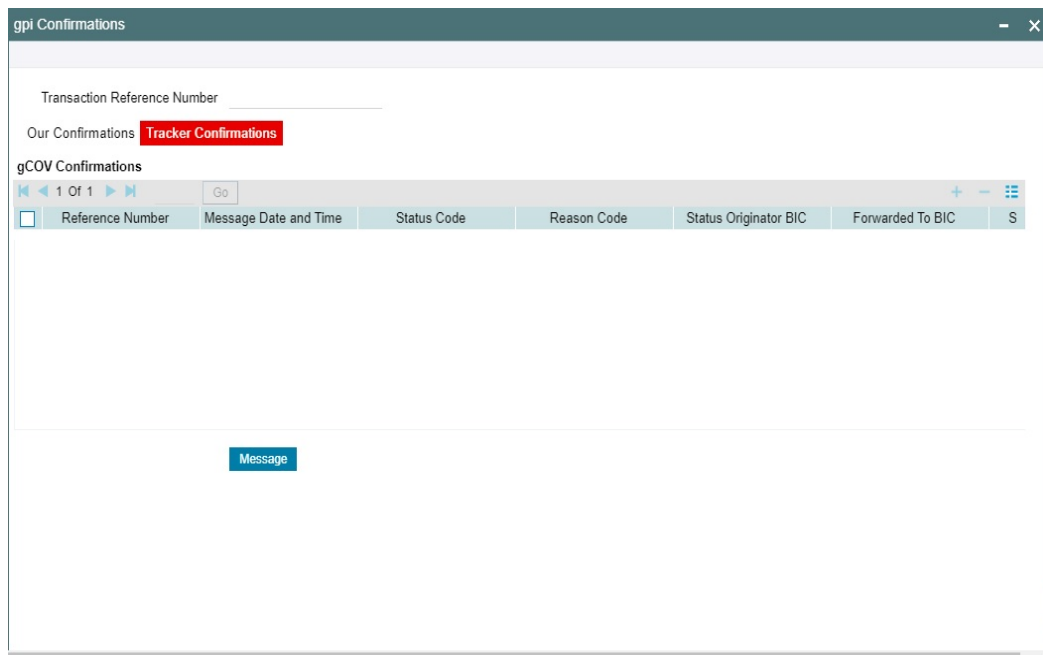 gpi Confirmations
Transaction Reference Number
Our Confirmations Tracker Confirmations
gCOV Confirmations
1 Of 1 Go
Reference Number Message Date and Time Status Code Reason Code Status Originator BIC Forwarded To BIC S
Message